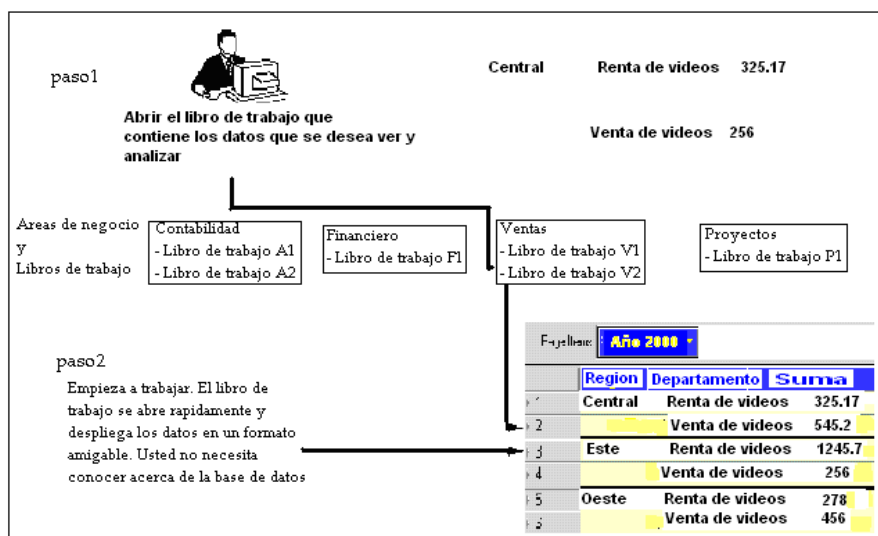 paso1
Abrir el libro de trabajo que
contiene los datos que se desea ver y
analizar
Central Renta de videos 325.17
Venta de videos 256
Areas de negocio
y
Libros de trabajo
Contabilidad
- Libro de trabajo A1
- Libro de trabajo A2
Financiero
- Libro de trabajo F1
Ventas
- Libro de trabajo V1
- Libro de trabajo V2
Proyectos
- Libro de trabajo P1
paso2
Empieza a trabajar. El libro de
trabajo se abre rapidamente y
despliega los datos en un formato
amigable. Usted no necesita
conocer acerca de la base de datos
Año 2000
Region Departamento Suma
1 Central Renta de videos 325.17
2 Venta de videos 545.2
3 Este Renta de videos 1245.7
4 Venta de videos 256
5 Oeste Renta de videos 278
6 Venta de videos 456